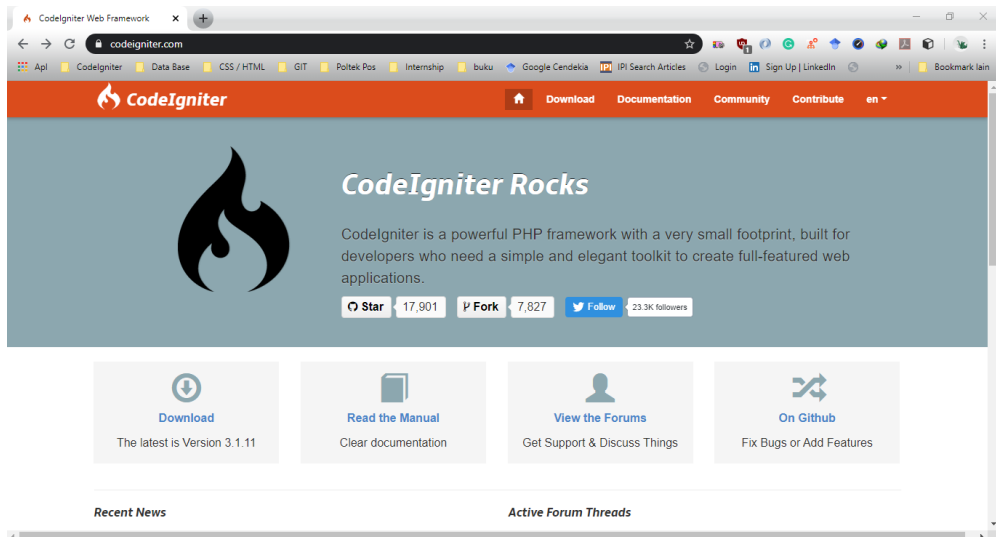 CodeIgniter Web Framework
codeigniter.com
1
Apl CodeIgniter Data Base CSS / HTML GIT Poltek Pos Internship buku Google Cendekia IPI IPI Search Articles Login in Sign Up | LinkedIn » Bookmark lain
CodeIgniter Download Documentation Community Contribute en
CodeIgniter Rocks
CodeIgniter is a powerful PHP framework with a very small footprint, built for
developers who need a simple and elegant toolkit to create full-featured web
applications.
Star 17,901 Fork 7,827 Follow 23.3K followers
Download Read the Manual View the Forums On Github
The latest is Version 3.1.11 Clear documentation Get Support & Discuss Things Fix Bugs or Add Features
Recent News Active Forum Threads